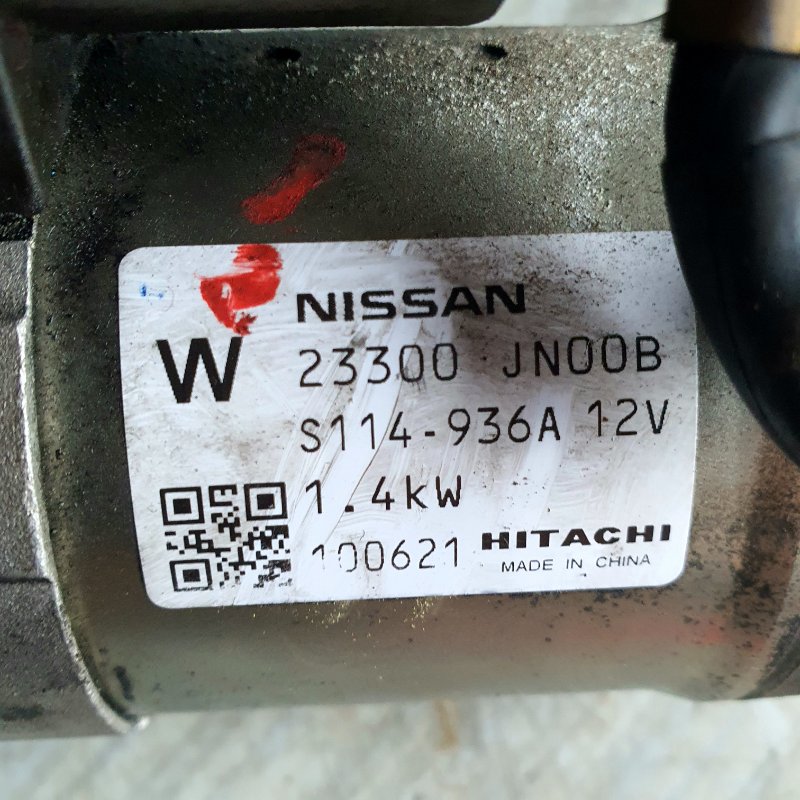 NISSAN
W 23300 JN00B
S114-936A 12V
1.4kW
100621 HITACHI
MADE IN CHINA